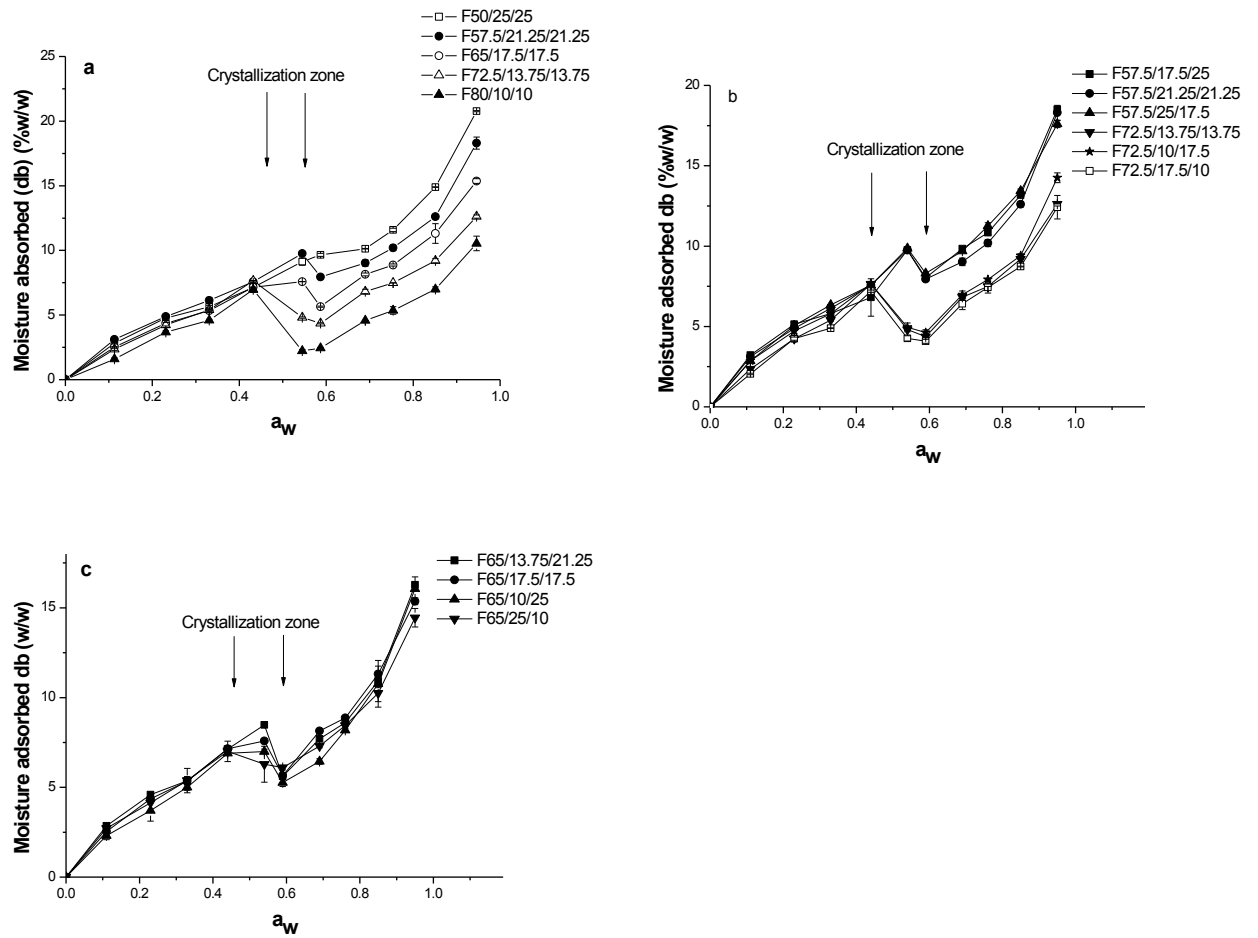 F50/25/25
F57.5/21.25/21.25
F65/17.5/17.5
F72.5/13.75/13.75
F80/10/10
a
Crystallization zone
Moisture absorbed (db) (%w/w)
25
20
15
10
5
0
0.0 0.2 0.4 0.6 0.8 1.0
aw
F57.5/17.5/25
F57.5/21.25/21.25
F57.5/25/17.5
F72.5/13.75/13.75
F72.5/10/17.5
F72.5/17.5/10
b
Crystallization zone
Moisture adsorbed db (%w/w)
20
15
10
5
0
0.0 0.2 0.4 0.6 0.8 1.0
aw
F65/13.75/21.25
F65/17.5/17.5
F65/10/25
F65/25/10
c
Crystallization zone
Moisture adsorbed db (w/w)
15
10
5
0
0.0 0.2 0.4 0.6 0.8 1.0
aw